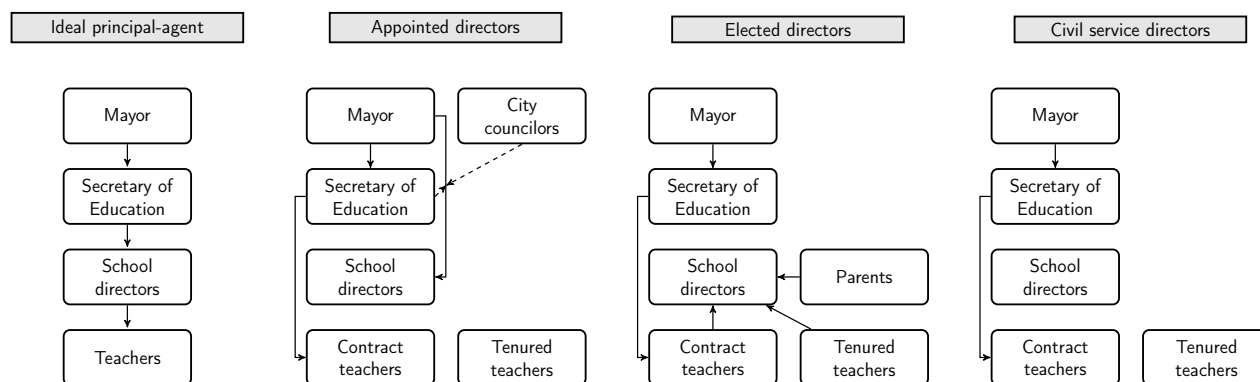 Ideal principal-agent
Mayor
Secretary of
Education
School
directors
Teachers
Appointed directors
Mayor
City
councilors
Secretary of
Education
School
directors
Contract
teachers
Tenured
teachers
Elected directors
Mayor
Secretary of
Education
School
directors
Parents
Contract
teachers
Tenured
teachers
Civil service directors
Mayor
Secretary of
Education
School
directors
Contract
teachers
Tenured
teachers